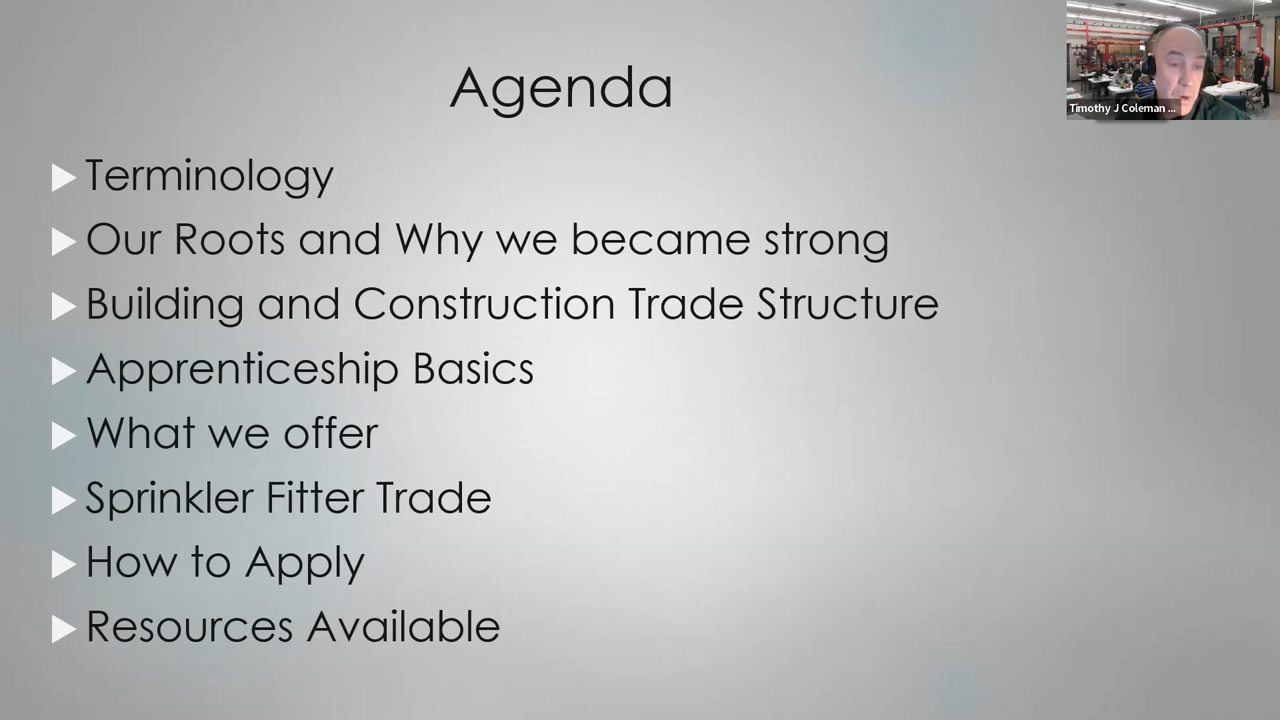 Agenda
Terminology
Our Roots and Why we became strong
Building and Construction Trade Structure
Apprenticeship Basics
What we offer
Sprinkler Fitter Trade
How to Apply
Resources Available
Timothy J Coleman ...